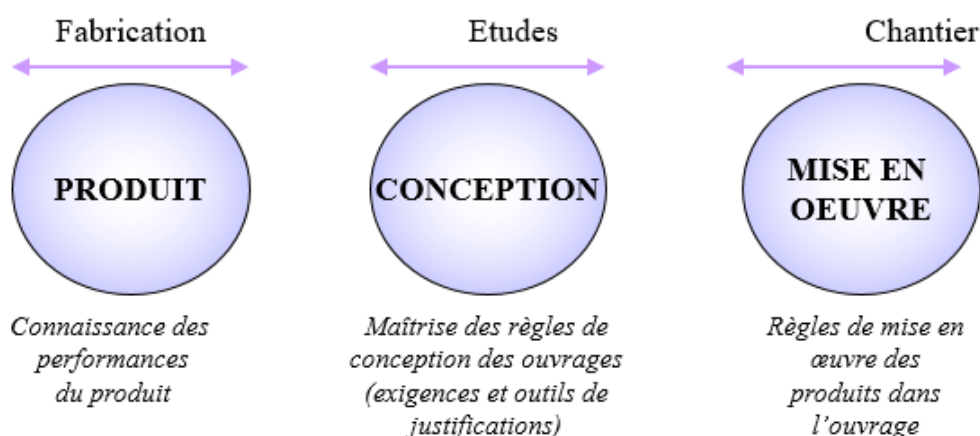 Fabrication
Etudes
Chantier
PRODUIT
CONCEPTION
MISE EN
OEUVRE
Connaissance des
performances
du produit
Maîtrise des règles de
conception des ouvrages
(exigences et outils de
justifications)
Règles de mise en
œuvre des
produits dans
l'ouvrage